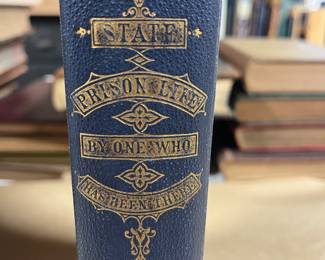 STATE
PRISON LIFE
BY ONE WHO
HAS BEEN THERE